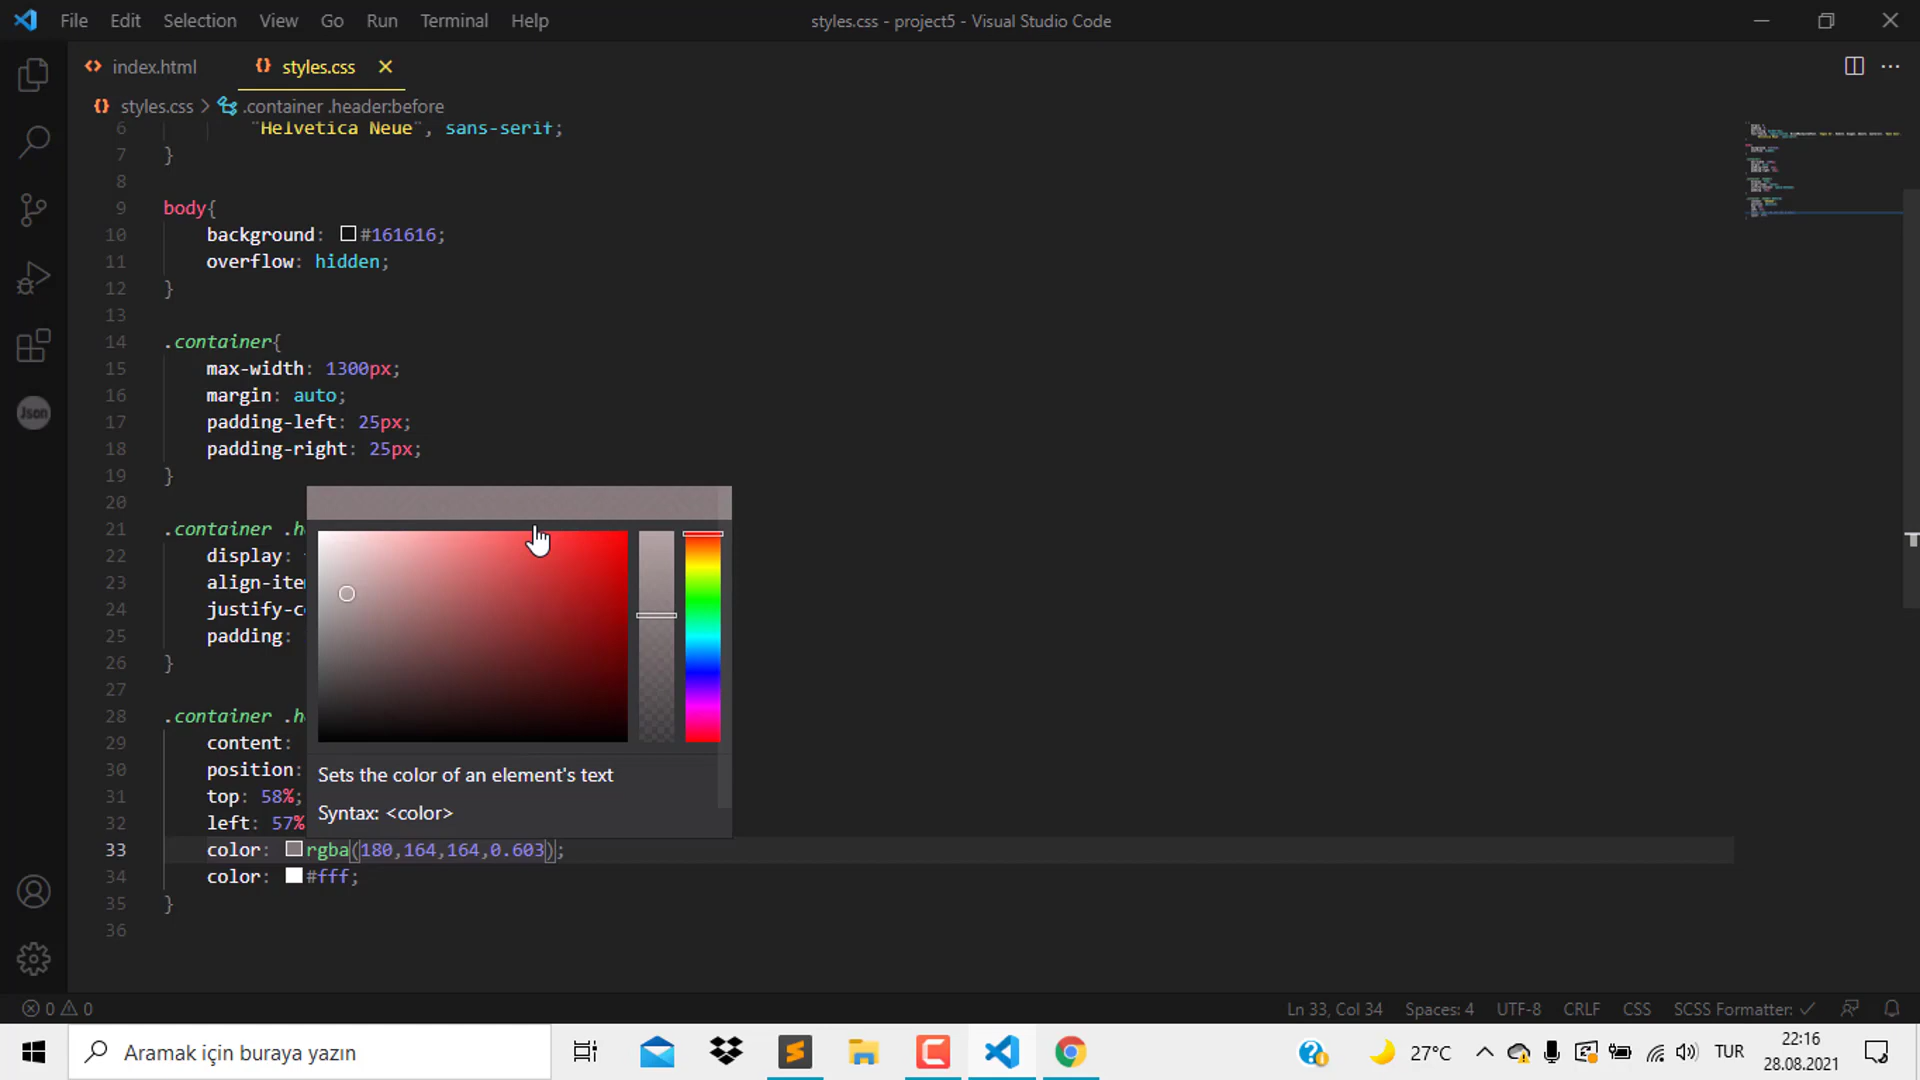 File Edit Selection View Go Run Terminal Help
styles.css - project5 - Visual Studio Code
index.html
styles.css
styles.css > .container .header:before
6 "Helvetica Neue", sans-serif;
7 }
8
9 body{
10 background: #161616;
11 overflow: hidden;
12 }
13
14 .container{
15 max-width: 1300px;
16 margin: auto;
17 padding-left: 25px;
18 padding-right: 25px;
19 }
20
21 .container .h
22 display:
23 align-ite
24 justify-c
25 padding:
26 }
27
28 .container .h
29 content:
30 position:
31 top: 58%;
32 left: 57%
Sets the color of an element's text
Syntax: <color>
33 color: rgba(180,164,164,0.603);
34 color: #fff;
35 }
36
Json
0 0
Ln 33, Col 34 Spaces: 4 UTF-8 CRLF CSS SCSS Formatter: ✓
Aramak için buraya yazın
27°C
TUR
22:16
28.08.2021